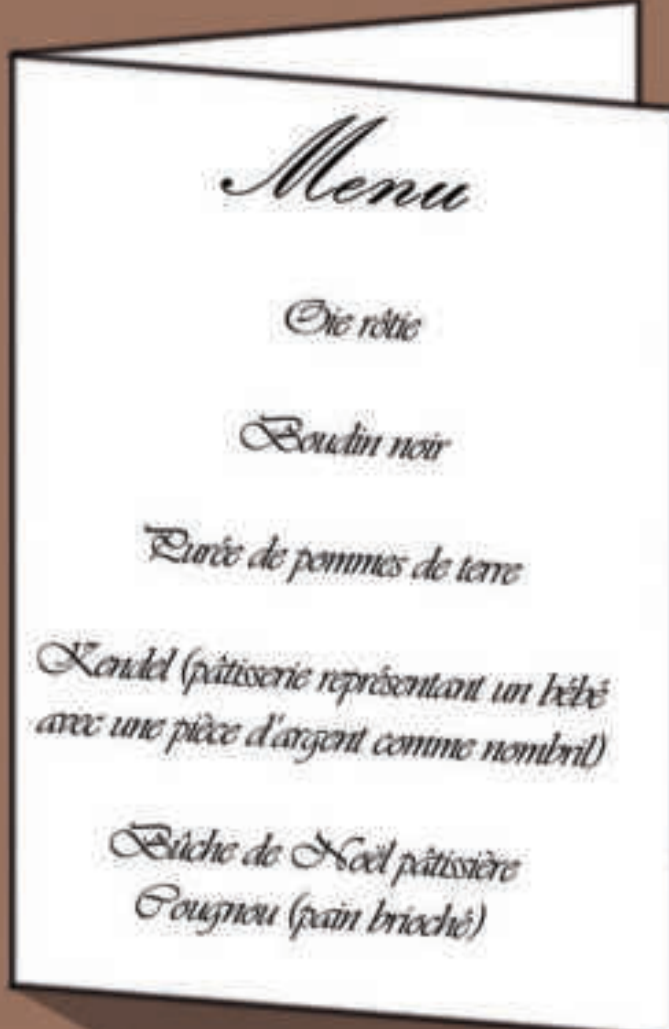 Menu
Oie rôtie
Boudin noir
Purée de pommes de terre
Kendel (pâtisserie représentant un bébé
avec une pièce d'argent comme nombril)
Bûche de Noël pâtissière
Cougnou (pain brioché)